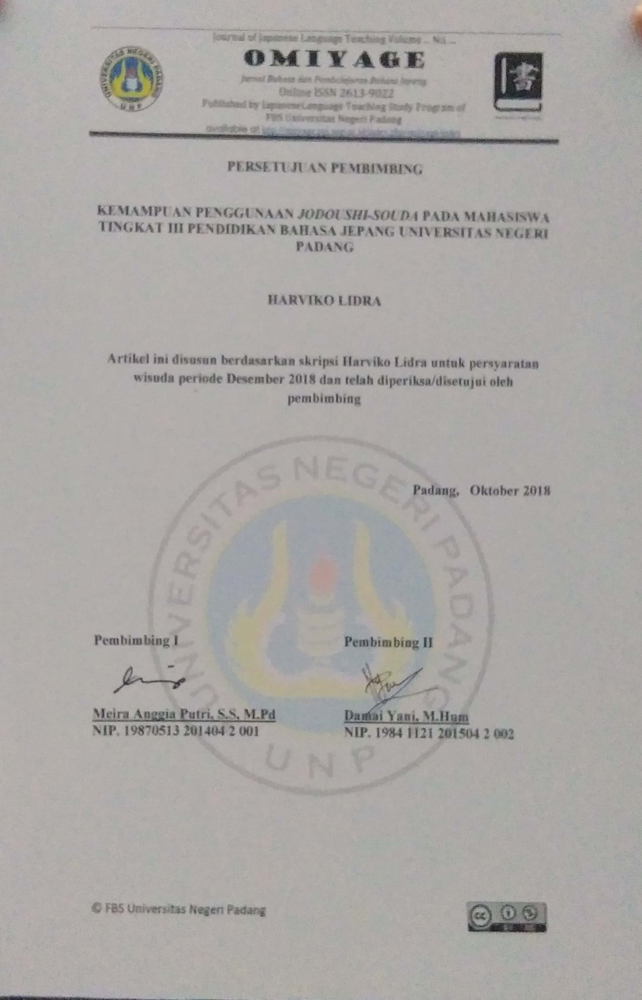 Journal of Japanese Language Teaching Volume .. No. ..
UNIVERSITAS NEGERI PADANG
UNP
OMIYAGE
書
Jurnal Bahasa dan Pembelajaran Bahasa Jepang
Online ISSN 2613-9022
Published by JapaneseLanguage Teaching Study Program of
FBS Universitas Negeri Padang
available at
PERSETUJUAN PEMBIMBING
KEMAMPUAN PENGGUNAAN JODOUSHI-SOUDA PADA MAHASISWA
TINGKAT III PENDIDIKAN BAHASA JEPANG UNIVERSITAS NEGERI
PADANG
HARVIKO LIDRA
Artikel ini disusun berdasarkan skripsi Harviko Lidra untuk persyaratan
wisuda periode Desember 2018 dan telah diperiksa/disetujui oleh
pembimbing
UNIVERSITAS NEGERI PADANG
Padang, Oktober 2018
Pembimbing I Pembimbing II
Meira Anggia Putri, S.S, M.Pd Damai Yani, M.Hum
NIP. 19870513 201404 2 001 NIP. 1984 1121 201504 2 002
UNP
© FBS Universitas Negeri Padang
cc